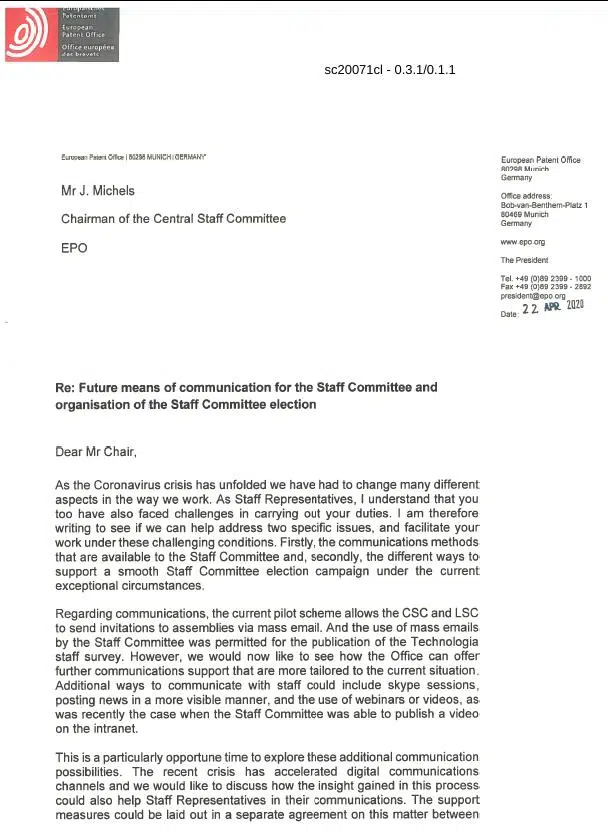 Europäisches
Patentamt
European
Patent Office
Office européen
des brevets
sc20071cl - 0.3.1/0.1.1
European Patent Office | 80298 MUNICH | GERMANY
Mr J. Michels
Chairman of the Central Staff Committee
EPO
European Patent Office
80298 Munich
Germany
Office address:
Bob-van-Benthem-Platz 1
80469 Munich
Germany
www.epo.org
The President
Tel. +49 (0)89 2399 - 1000
Fax +49 (0)89 2399 - 2892
president@epo.org
Date: 22 APR 2020
Re: Future means of communication for the Staff Committee and
organisation of the Staff Committee election
Dear Mr Chair,
As the Coronavirus crisis has unfolded we have had to change many different
aspects in the way we work. As Staff Representatives, I understand that you
too have also faced challenges in carrying out your duties. I am therefore
writing to see if we can help address two specific issues, and facilitate your
work under these challenging conditions. Firstly, the communications methods
that are available to the Staff Committee and, secondly, the different ways to
support a smooth Staff Committee election campaign under the current
exceptional circumstances.
Regarding communications, the current pilot scheme allows the CSC and LSC
to send invitations to assemblies via mass email. And the use of mass emails
by the Staff Committee was permitted for the publication of the Technologia
staff survey. However, we would now like to see how the Office can offer
further communications support that are more tailored to the current situation.
Additional ways to communicate with staff could include skype sessions,
posting news in a more visible manner, and the use of webinars or videos, as
was recently the case when the Staff Committee was able to publish a video
on the intranet.
This is a particularly opportune time to explore these additional communication
possibilities. The recent crisis has accelerated digital communications
channels and we would like to discuss how the insight gained in this process
could also help Staff Representatives in their communications. The support
measures could be laid out in a separate agreement on this matter between